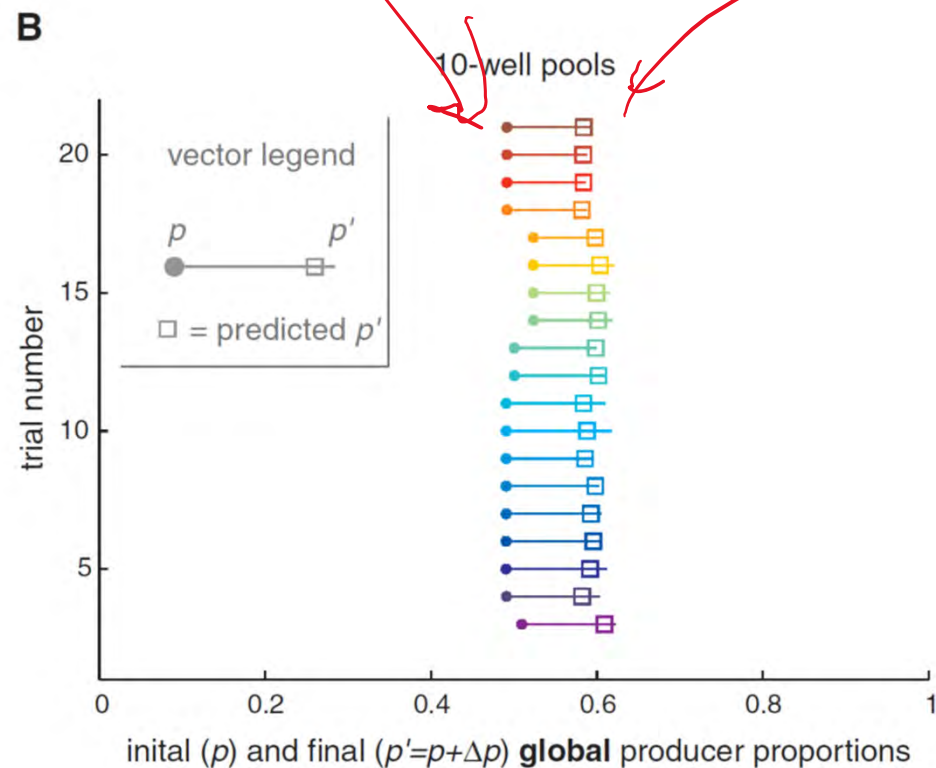 B
10-well pools
vector legend
p
p'
□ = predicted p'
trial number
20
15
10
5
0
0.2
0.4
0.6
0.8
1
inital (p) and final (p'=p+Δp) global producer proportions